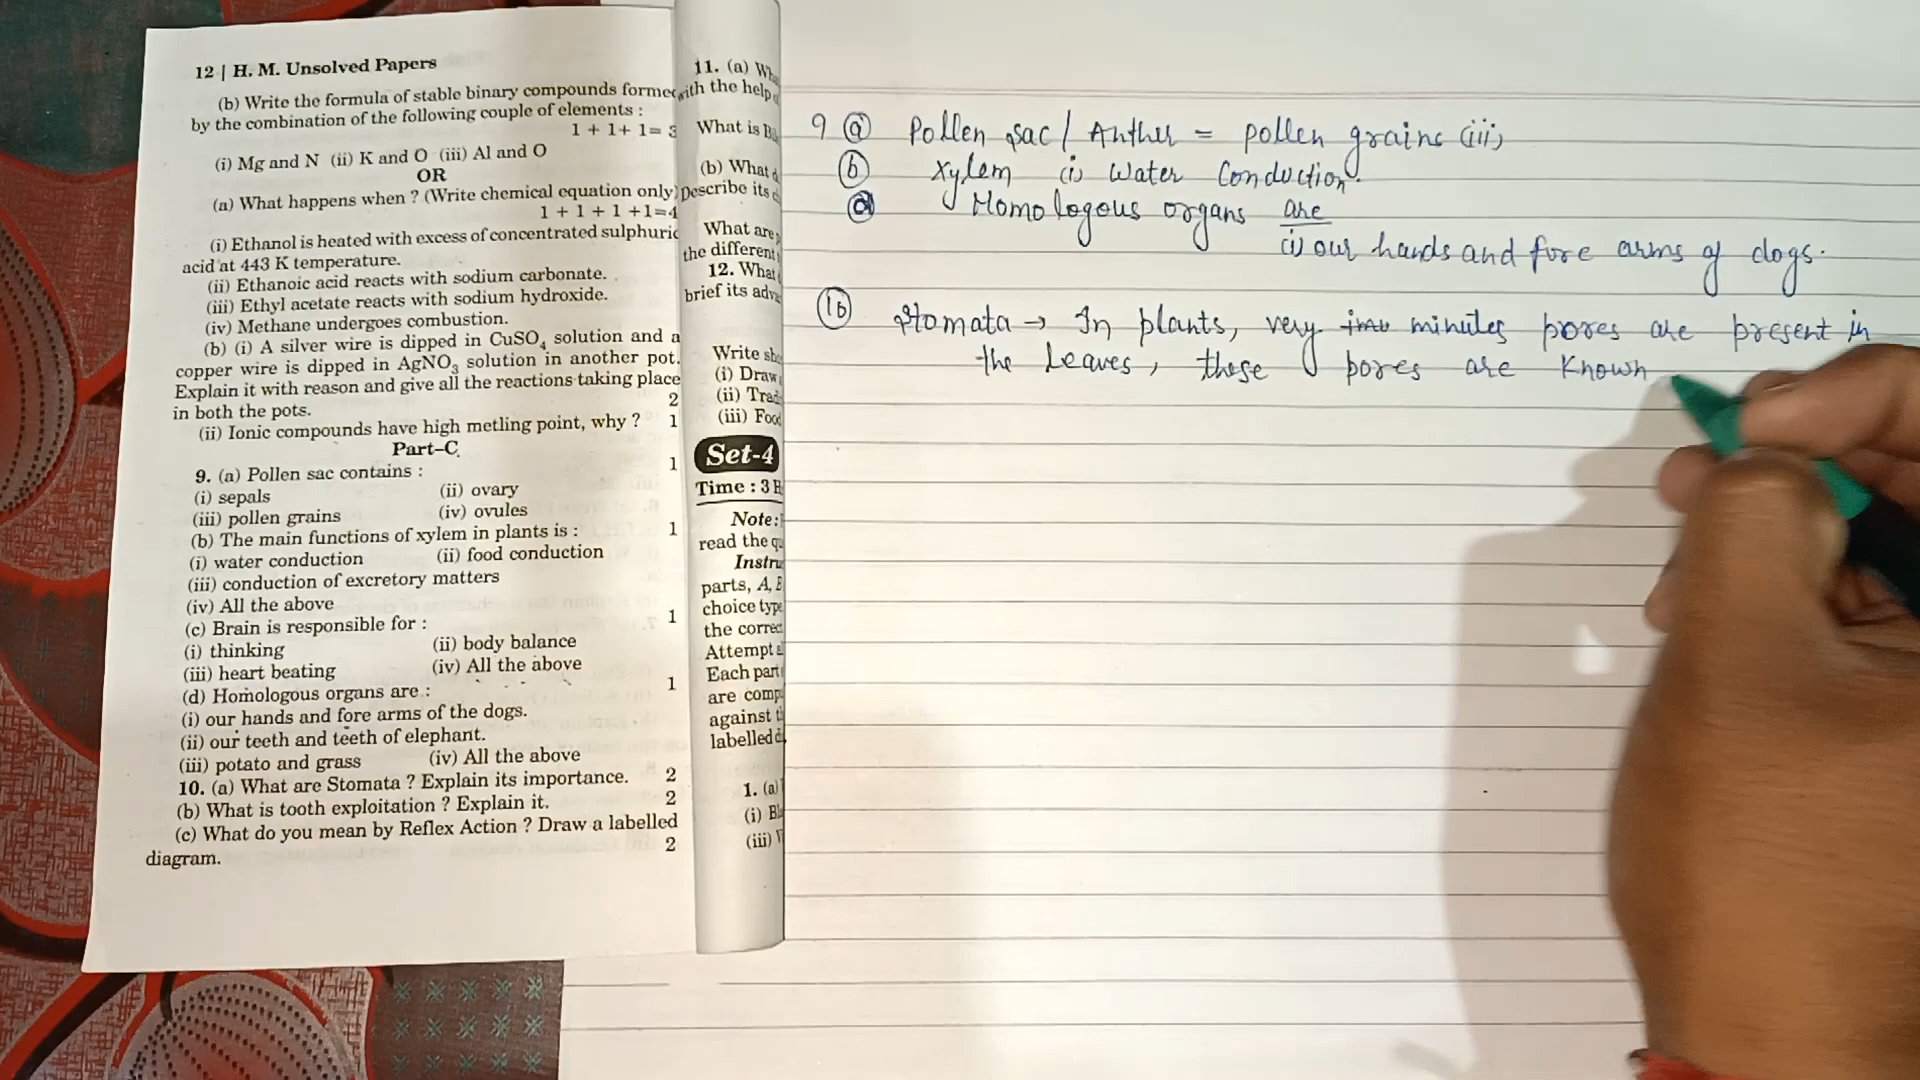 12 | H. M. Unsolved Papers
(b) Write the formula of stable binary compounds formed
by the combination of the following couple of elements :
1 + 1+ 1= 3
(i) Mg and N (ii) K and O (iii) Al and O
OR
(a) What happens when ? (Write chemical equation only)
1 + 1 + 1 +1=4
(i) Ethanol is heated with excess of concentrated sulphuric
acid at 443 K temperature.
(ii) Ethanoic acid reacts with sodium carbonate.
(iii) Ethyl acetate reacts with sodium hydroxide.
(iv) Methane undergoes combustion.
(b) (i) A silver wire is dipped in CuSO₄ solution and a
copper wire is dipped in AgNO₃ solution in another pot.
Explain it with reason and give all the reactions taking place
in both the pots. 2
(ii) Ionic compounds have high metling point, why ? 1
Part-C
9. (a) Pollen sac contains : 1
(i) sepals (ii) ovary
(iii) pollen grains (iv) ovules
(b) The main functions of xylem in plants is : 1
(i) water conduction (ii) food conduction
(iii) conduction of excretory matters
(iv) All the above
(c) Brain is responsible for : 1
(i) thinking (ii) body balance
(iii) heart beating (iv) All the above
(d) Homologous organs are : 1
(i) our hands and fore arms of the dogs.
(ii) our teeth and teeth of elephant.
(iii) potato and grass (iv) All the above
10. (a) What are Stomata ? Explain its importance. 2
(b) What is tooth exploitation ? Explain it. 2
(c) What do you mean by Reflex Action ? Draw a labelled
diagram. 2
11. (a)
with the help
What is
(b) What
Describe its
What are
the different
12. What
brief its
Write
(i) Draw
(ii)
(iii)
Set-4
Time : 3
Note:
read the
parts, A,
choice
the
Attempt
Each part
are
against
labelled
1. (a)
(i)
(iii)
9 (a) Pollen sac / Anther = pollen grains (iii)
(b) Xylem (i) Water Conduction.
(d) Homologous organs are
(i) our hands and fore arms of dogs.
(10) Stomata → In plants, very minutes pores are present in
the Leaves, these pores are Known